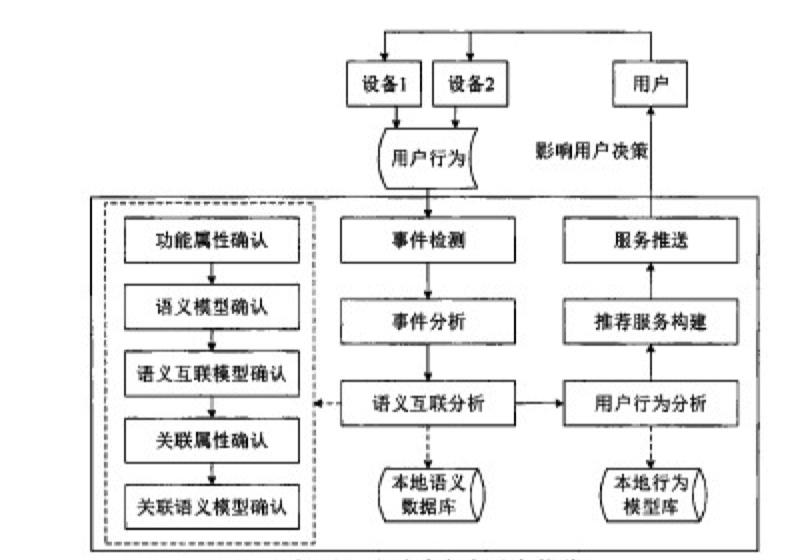 设备1
设备2
用户
用户行为
影响用户决策
功能属性确认
事件检测
服务推送
语义模型确认
事件分析
推荐服务构建
语义互联模型确认
语义互联分析
用户行为分析
关联属性确认
关联语义模型确认
本地语义
数据库
本地行为
模型库